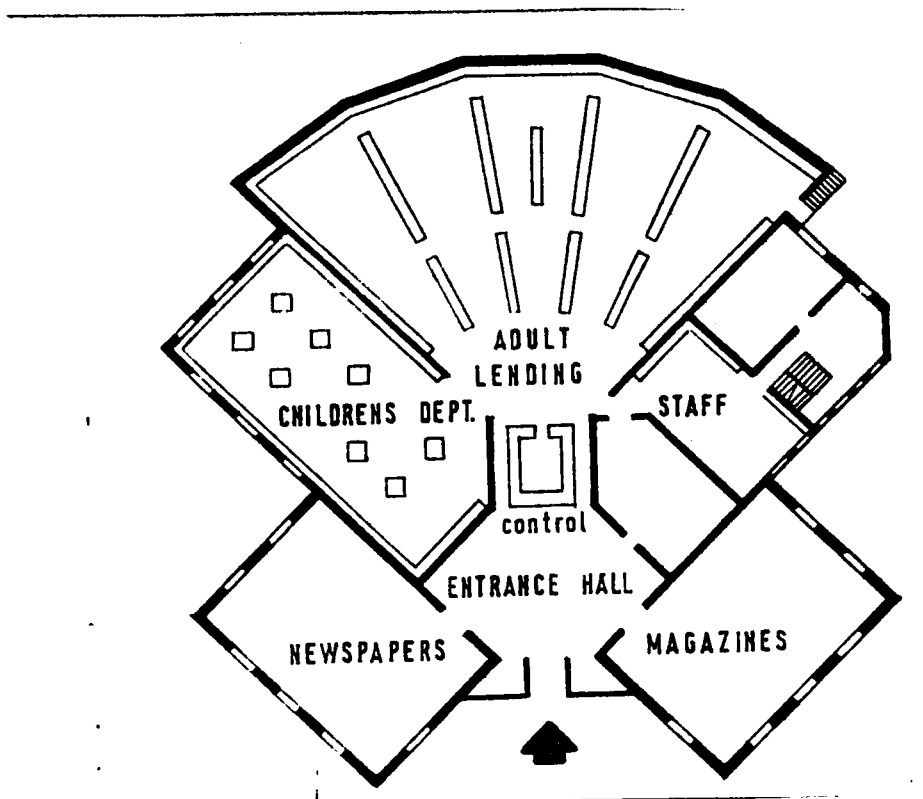 ADULT
LENDING
CHILDRENS DEPT.
STAFF
control
ENTRANCE HALL
NEWSPAPERS
MAGAZINES